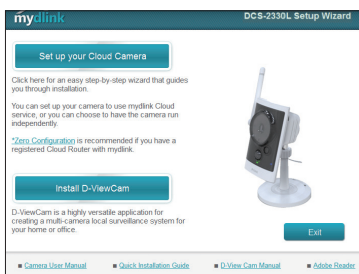 mydlink
DCS-2330L Setup Wizard
Set up your Cloud Camera
Click here for an easy step-by-step wizard that guides
you through installation.
You can set up your camera to use mydlink Cloud
service, or you can choose to have the camera run
independently.
*Zero Configuration is recommended if you have a
registered Cloud Router with mydlink.
Install D-ViewCam
D-ViewCam is a highly versatile application for
creating a multi-camera local surveillance system for
your home or office.
Exit
Camera User Manual
Quick Installation Guide
D-View Cam Manual
Adobe Reader